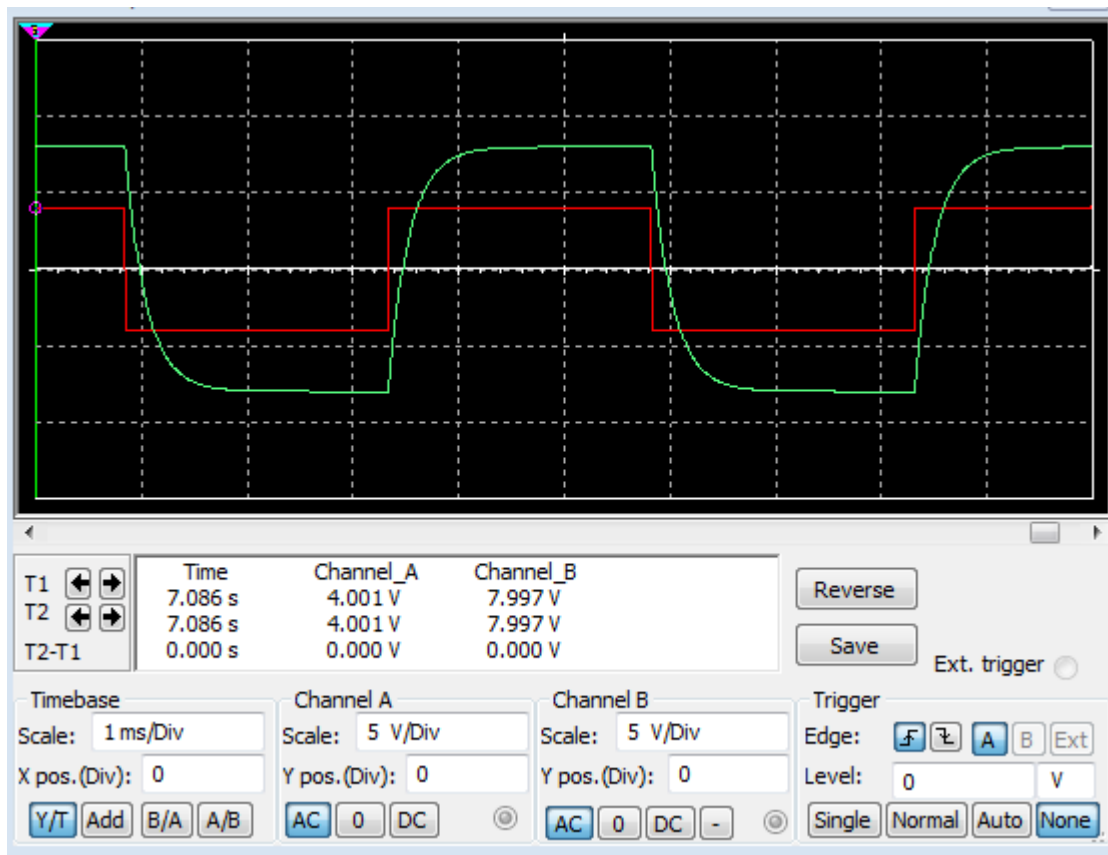 Time Channel_A Channel_B
T1 7.086 s 4.001 V 7.997 V
T2 7.086 s 4.001 V 7.997 V
T2-T1 0.000 s 0.000 V 0.000 V
Reverse
Save
Ext. trigger
Timebase
Scale: 1 ms/Div
X pos.(Div): 0
Y/T Add B/A A/B
Channel A
Scale: 5 V/Div
Y pos.(Div): 0
AC 0 DC
Channel B
Scale: 5 V/Div
Y pos.(Div): 0
AC 0 DC -
Trigger
Edge: A B Ext
Level: 0 V
Single Normal Auto None